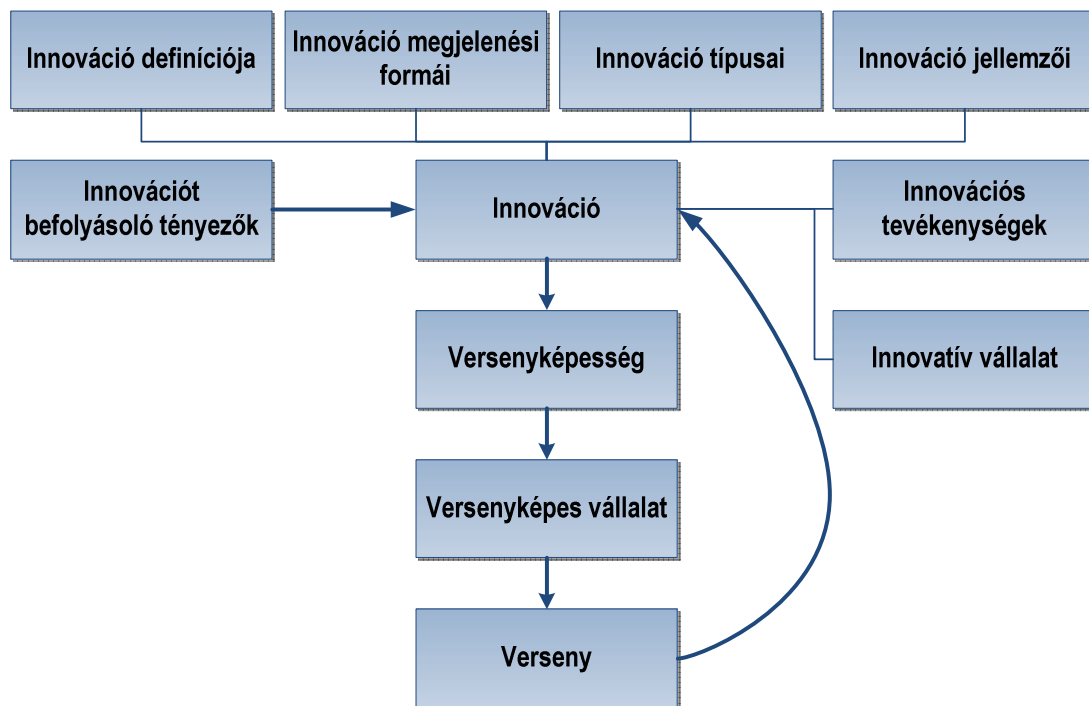 Innováció definíciója
Innováció megjelenési
formái
Innováció típusai
Innováció jellemzői
Innovációt
befolyásoló tényezők
Innováció
Innovációs
tevékenységek
Versenyképesség
Innovatív vállalat
Versenyképes vállalat
Verseny